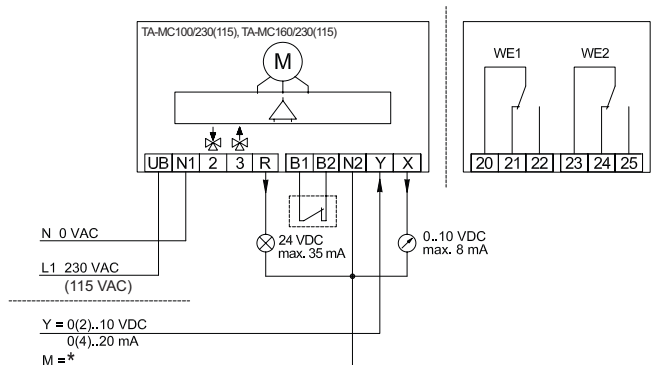 TA-MC100/230(115), TA-MC160/230(115)
M
WE1 WE2
UB N1 2 3 R B1 B2 N2 Y X
20 21 22 23 24 25
24 VDC
max. 35 mA
0..10 VDC
max. 8 mA
N 0 VAC
L1 230 VAC
(115 VAC)
Y = 0(2)..10 VDC
0(4)..20 mA
M =*